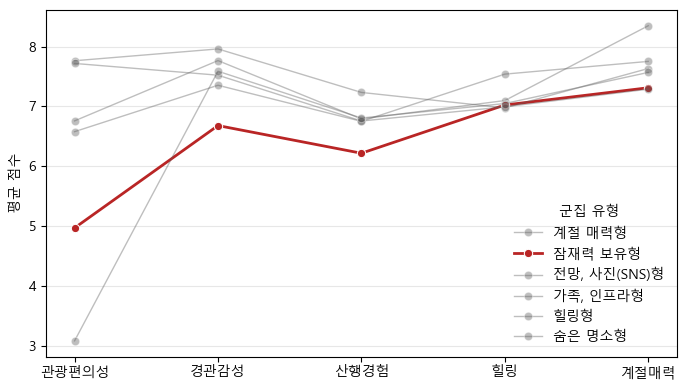 평균 점수
8
7
6
5
4
3
관광편의성 경관감성 산행경험 힐링 계절매력
군집 유형
계절 매력형
잠재력 보유형
전망, 사진(SNS)형
가족, 인프라형
힐링형
숨은 명소형